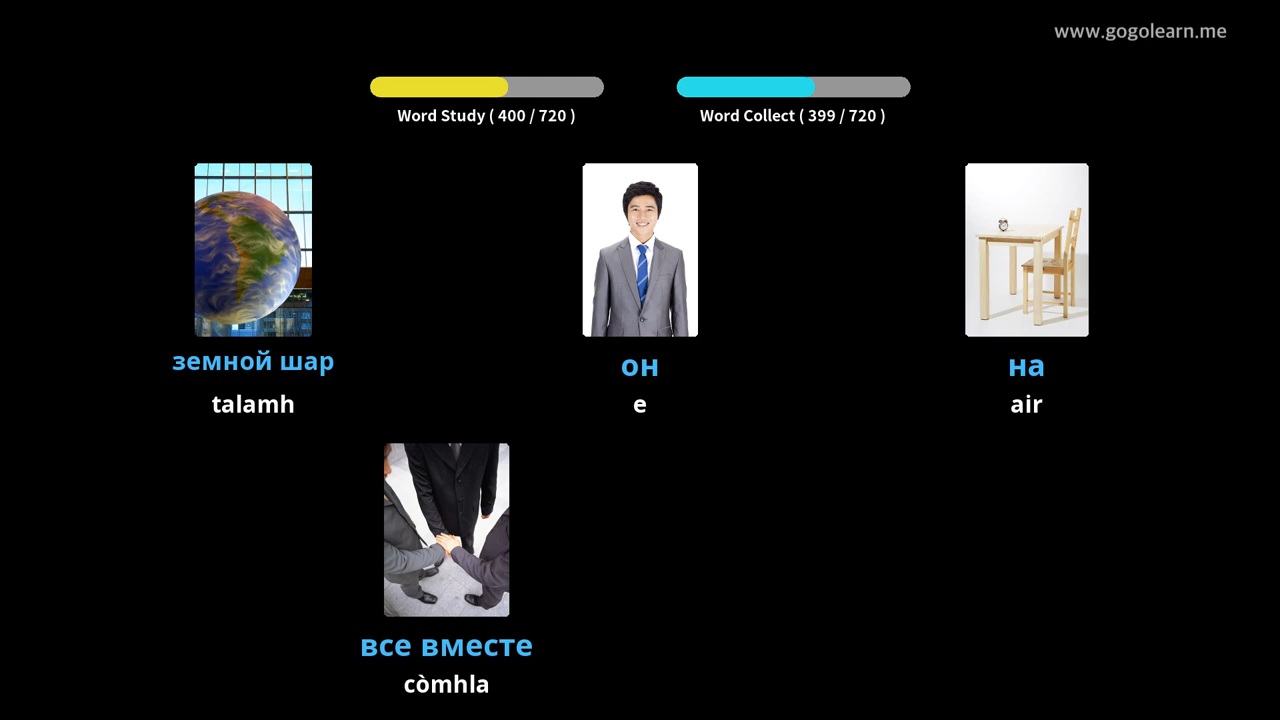 www.gogolearn.me
Word Study ( 400 / 720 )
Word Collect ( 399 / 720 )
земной шар
talamh
он
e
на
air
все вместе
còmhla